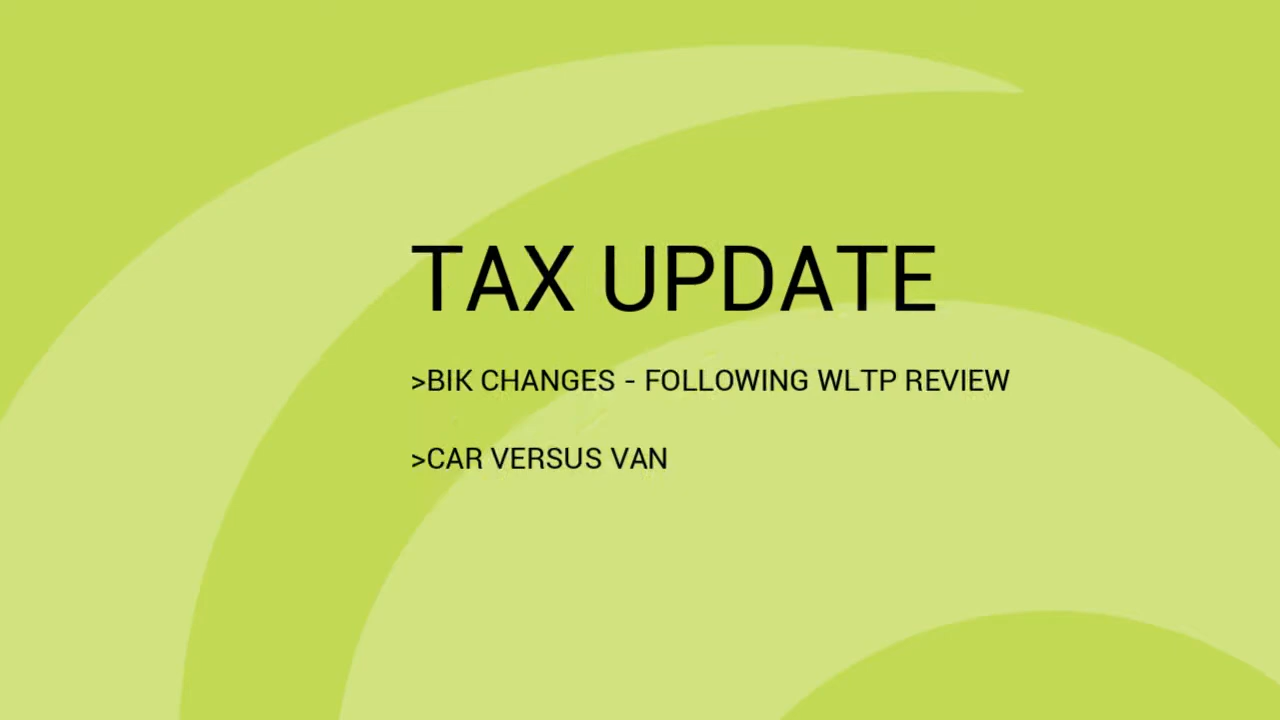 TAX UPDATE
>BIK CHANGES - FOLLOWING WLTP REVIEW
>CAR VERSUS VAN